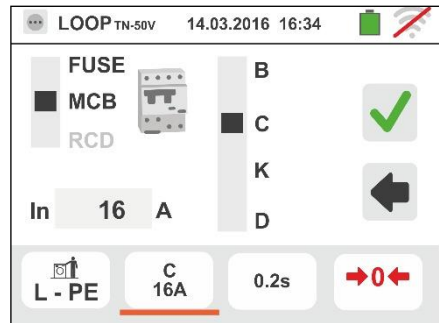 LOOP TN-50V 14.03.2016 16:34
FUSE
MCB
RCD
B
C
K
D
In 16 A
L - PE
C
16A
0.2s
→0←